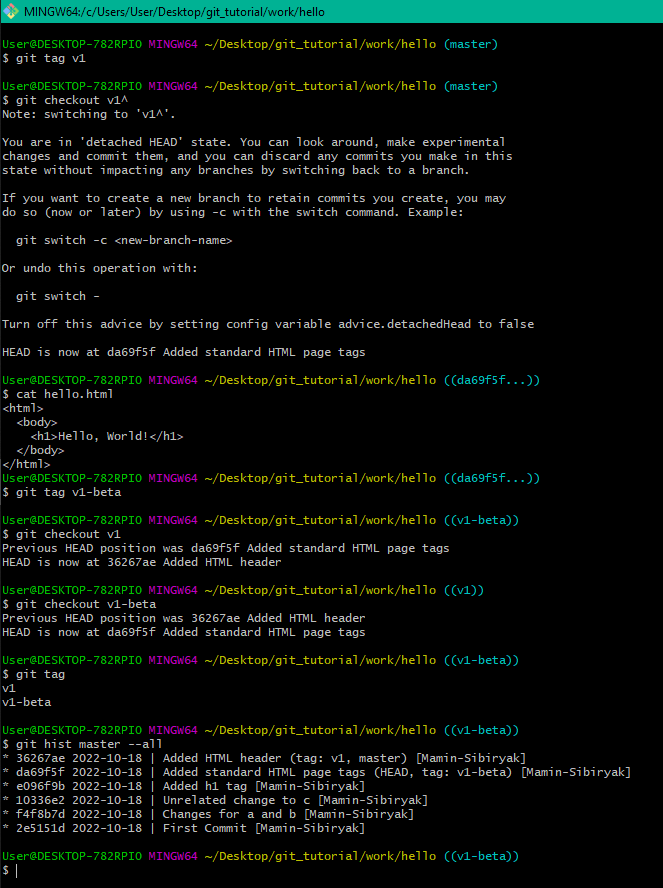 MINGW64:/c/Users/User/Desktop/git_tutorial/work/hello
User@DESKTOP-782RPIO MINGW64 ~/Desktop/git_tutorial/work/hello (master)
$ git tag v1
User@DESKTOP-782RPIO MINGW64 ~/Desktop/git_tutorial/work/hello (master)
$ git checkout v1^
Note: switching to 'v1^'.
You are in 'detached HEAD' state. You can look around, make experimental
changes and commit them, and you can discard any commits you make in this
state without impacting any branches by switching back to a branch.
If you want to create a new branch to retain commits you create, you may
do so (now or later) by using -c with the switch command. Example:
  git switch -c <new-branch-name>
Or undo this operation with:
  git switch -
Turn off this advice by setting config variable advice.detachedHead to false
HEAD is now at da69f5f Added standard HTML page tags
User@DESKTOP-782RPIO MINGW64 ~/Desktop/git_tutorial/work/hello ((da69f5f...))
$ cat hello.html
<html>
  <body>
    <h1>Hello, World!</h1>
  </body>
</html>
User@DESKTOP-782RPIO MINGW64 ~/Desktop/git_tutorial/work/hello ((da69f5f...))
$ git tag v1-beta
User@DESKTOP-782RPIO MINGW64 ~/Desktop/git_tutorial/work/hello ((v1-beta))
$ git checkout v1
Previous HEAD position was da69f5f Added standard HTML page tags
HEAD is now at 36267ae Added HTML header
User@DESKTOP-782RPIO MINGW64 ~/Desktop/git_tutorial/work/hello ((v1))
$ git checkout v1-beta
Previous HEAD position was 36267ae Added HTML header
HEAD is now at da69f5f Added standard HTML page tags
User@DESKTOP-782RPIO MINGW64 ~/Desktop/git_tutorial/work/hello ((v1-beta))
$ git tag
v1
v1-beta
User@DESKTOP-782RPIO MINGW64 ~/Desktop/git_tutorial/work/hello ((v1-beta))
$ git hist master --all
* 36267ae 2022-10-18 | Added HTML header (tag: v1, master) [Mamin-Sibiryak]
* da69f5f 2022-10-18 | Added standard HTML page tags (HEAD, tag: v1-beta) [Mamin-Sibiryak]
* e096f9b 2022-10-18 | Added h1 tag [Mamin-Sibiryak]
* 10336e2 2022-10-18 | Unrelated change to c [Mamin-Sibiryak]
* f4f8b7d 2022-10-18 | Changes for a and b [Mamin-Sibiryak]
* 2e5151d 2022-10-18 | First Commit [Mamin-Sibiryak]
User@DESKTOP-782RPIO MINGW64 ~/Desktop/git_tutorial/work/hello ((v1-beta))
$